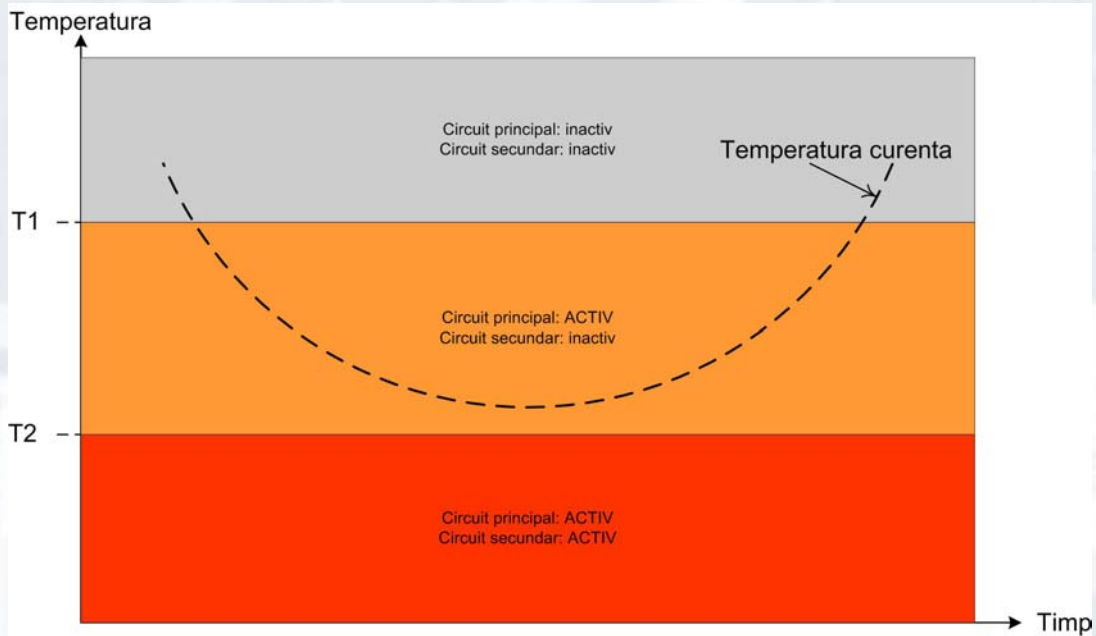 Temperatura
Circuit principal: inactiv
Circuit secundar: inactiv
Temperatura curenta
T1
Circuit principal: ACTIV
Circuit secundar: inactiv
T2
Circuit principal: ACTIV
Circuit secundar: ACTIV
Timp